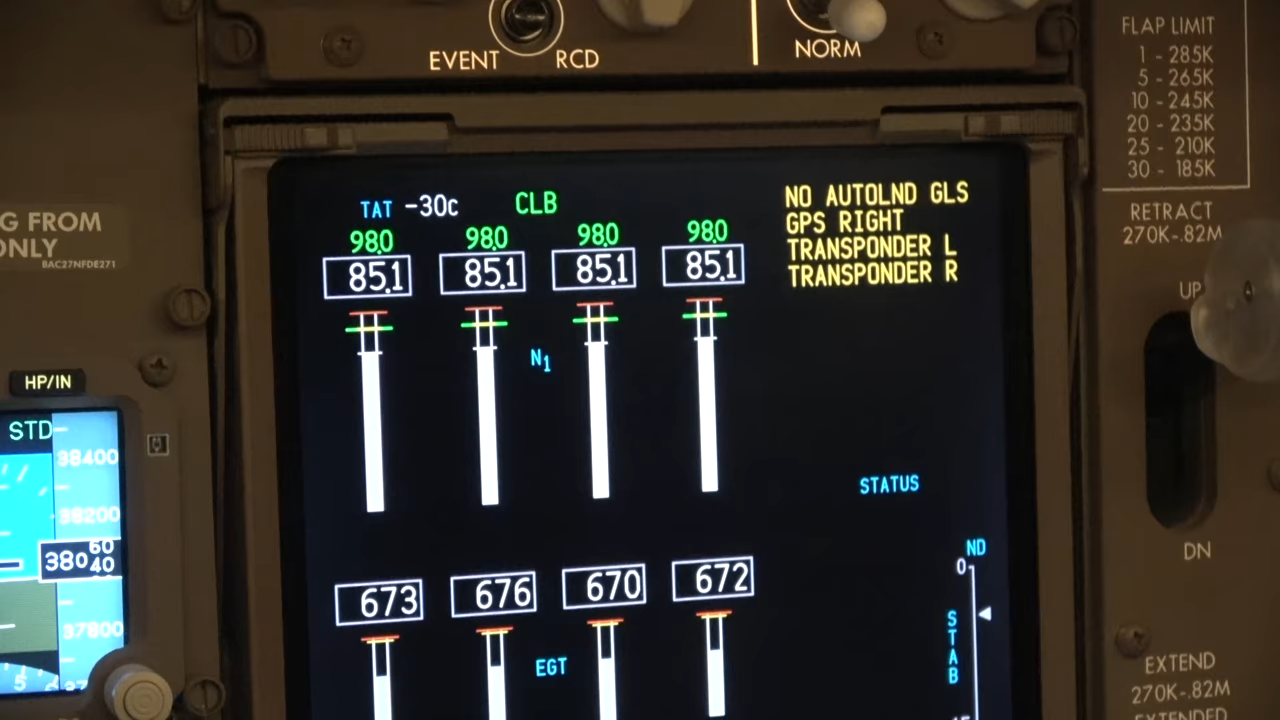 EVENT RCD
NORM
FLAP LIMIT
1 - 285K
5 - 265K
10 - 245K
20 - 235K
25 - 210K
30 - 185K
RETRACT
270K-.82M
UP
DN
EXTEND
270K-.82M
EXTENDED
G FROM
ONLY
BAC27NFDE271
HP/IN
STD
38400
38200
380 60
40
37800
5
TAT -30c CLB
98.0 98.0 98.0 98.0
85.1 85.1 85.1 85.1
N1
NO AUTOLND GLS
GPS RIGHT
TRANSPONDER L
TRANSPONDER R
STATUS
673 676 670 672
EGT
ND
0
STAB